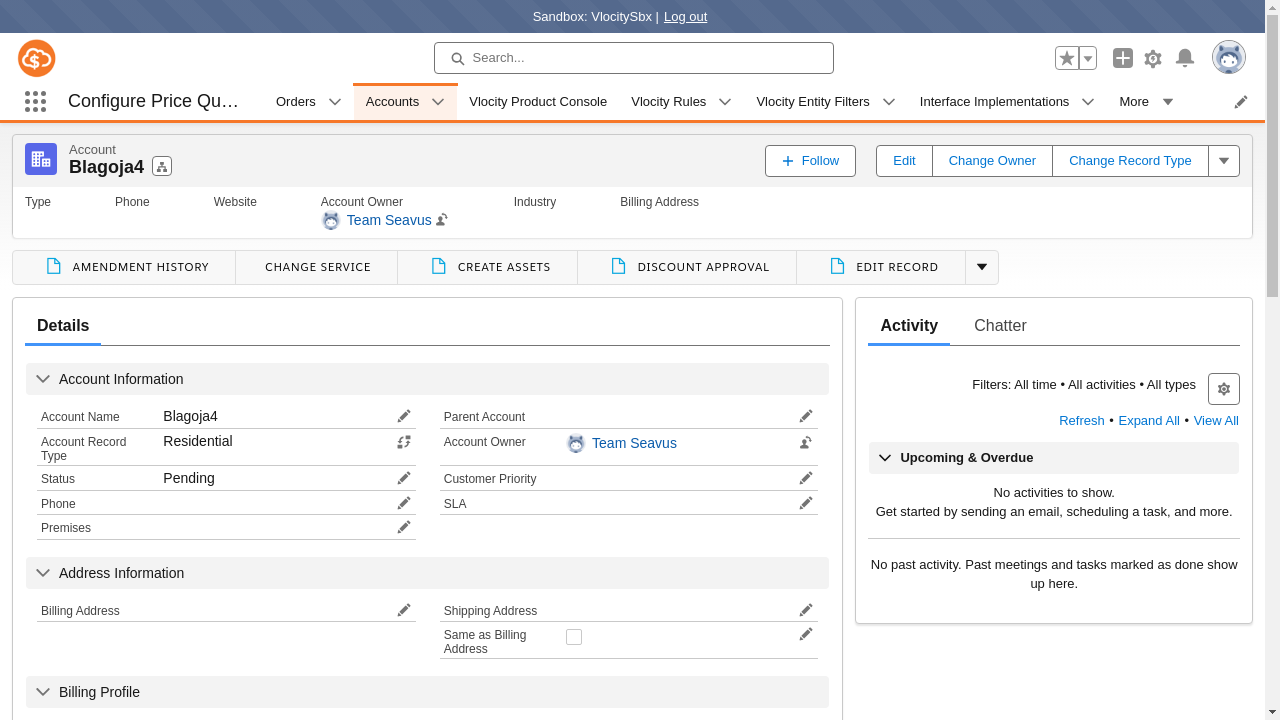 Sandbox: VlocitySbx | Log out
Search...
Configure Price Qu…
Orders
Accounts
Vlocity Product Console
Vlocity Rules
Vlocity Entity Filters
Interface Implementations
More
Account
Blagoja4
Follow
Edit
Change Owner
Change Record Type
Type
Phone
Website
Account Owner
Industry
Billing Address
Team Seavus
AMENDMENT HISTORY
CHANGE SERVICE
CREATE ASSETS
DISCOUNT APPROVAL
EDIT RECORD
Details
Account Information
Account Name
Blagoja4
Parent Account
Account Record
Type
Residential
Account Owner
Team Seavus
Status
Pending
Customer Priority
Phone
SLA
Premises
Address Information
Billing Address
Shipping Address
Same as Billing
Address
Billing Profile
Activity
Chatter
Filters: All time • All activities • All types
Refresh • Expand All • View All
Upcoming & Overdue
No activities to show.
Get started by sending an email, scheduling a task, and more.
No past activity. Past meetings and tasks marked as done show
up here.